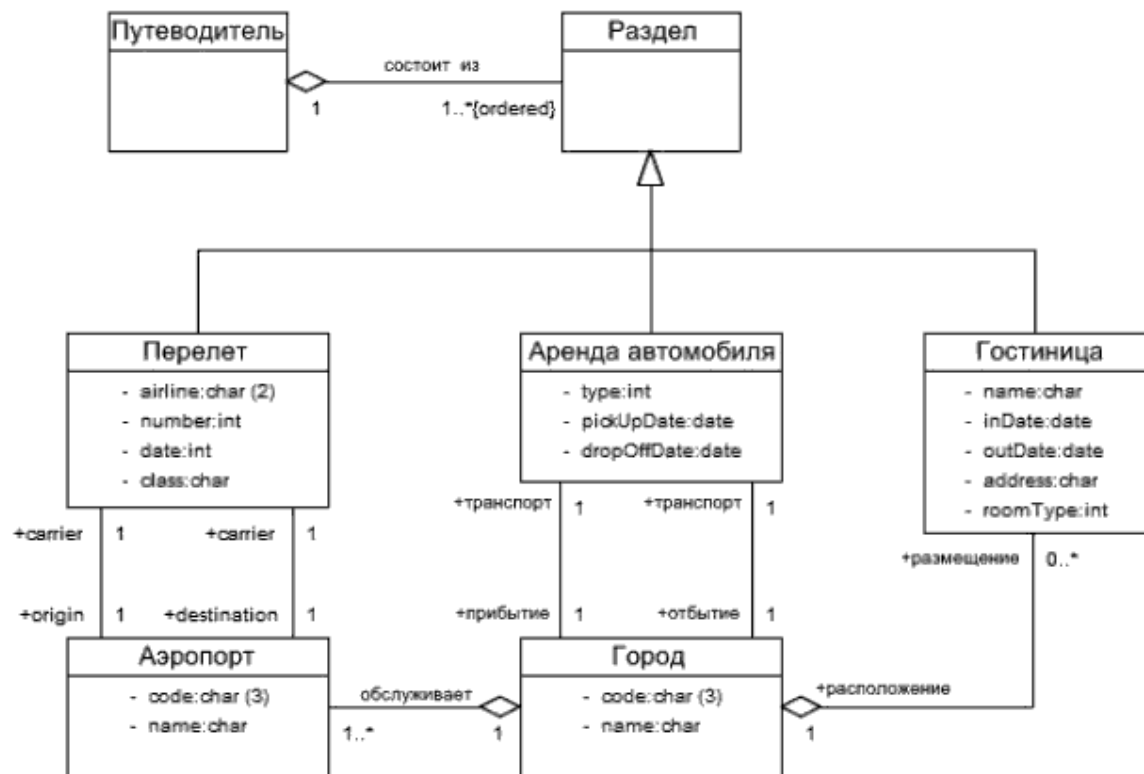 Путеводитель
Раздел
состоит из
1
1..*{ordered}
Перелет
- airline:char (2)
- number:int
- date:int
- class:char
Аренда автомобиля
- type:int
- pickUpDate:date
- dropOffDate:date
Гостиница
- name:char
- inDate:date
- outDate:date
- address:char
- roomType:int
+carrier 1 +carrier 1
+транспорт 1 +транспорт 1
+размещение 0..*
+origin 1 +destination 1
+прибытие 1 +отбытие 1
Аэропорт
- code:char (3)
- name:char
обслуживает
1..* 1
Город
- code:char (3)
- name:char
+расположение
1